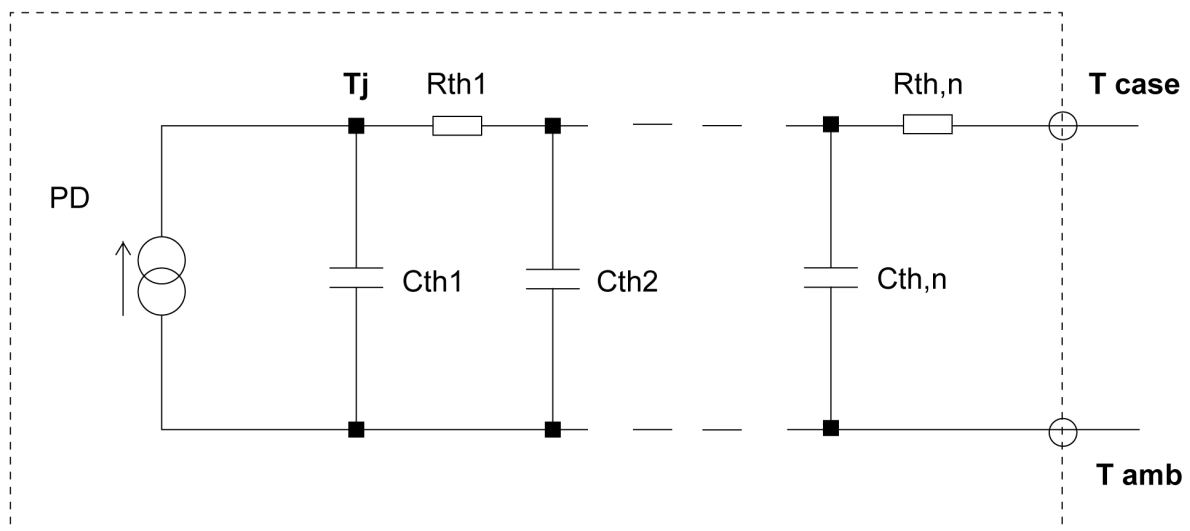 Tj
Rth1
Rth,n
T case
PD
Cth1
Cth2
Cth,n
T amb